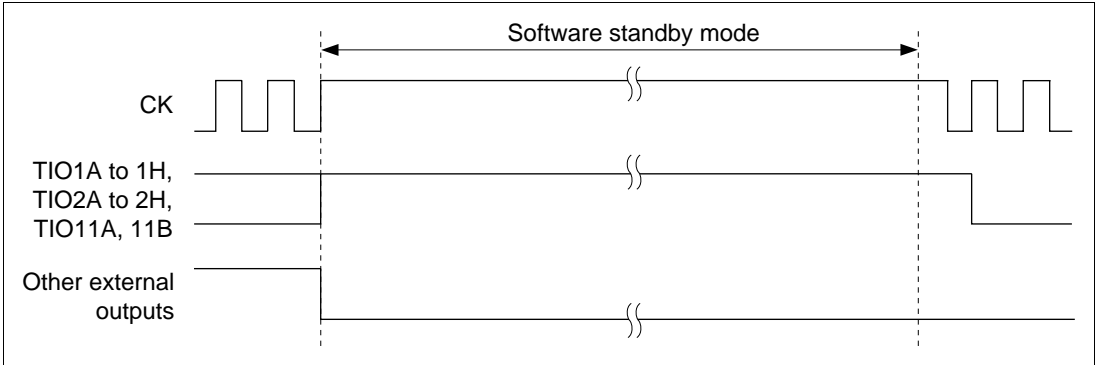 Software standby mode
CK
TIO1A to 1H,
TIO2A to 2H,
TIO11A, 11B
Other external
outputs